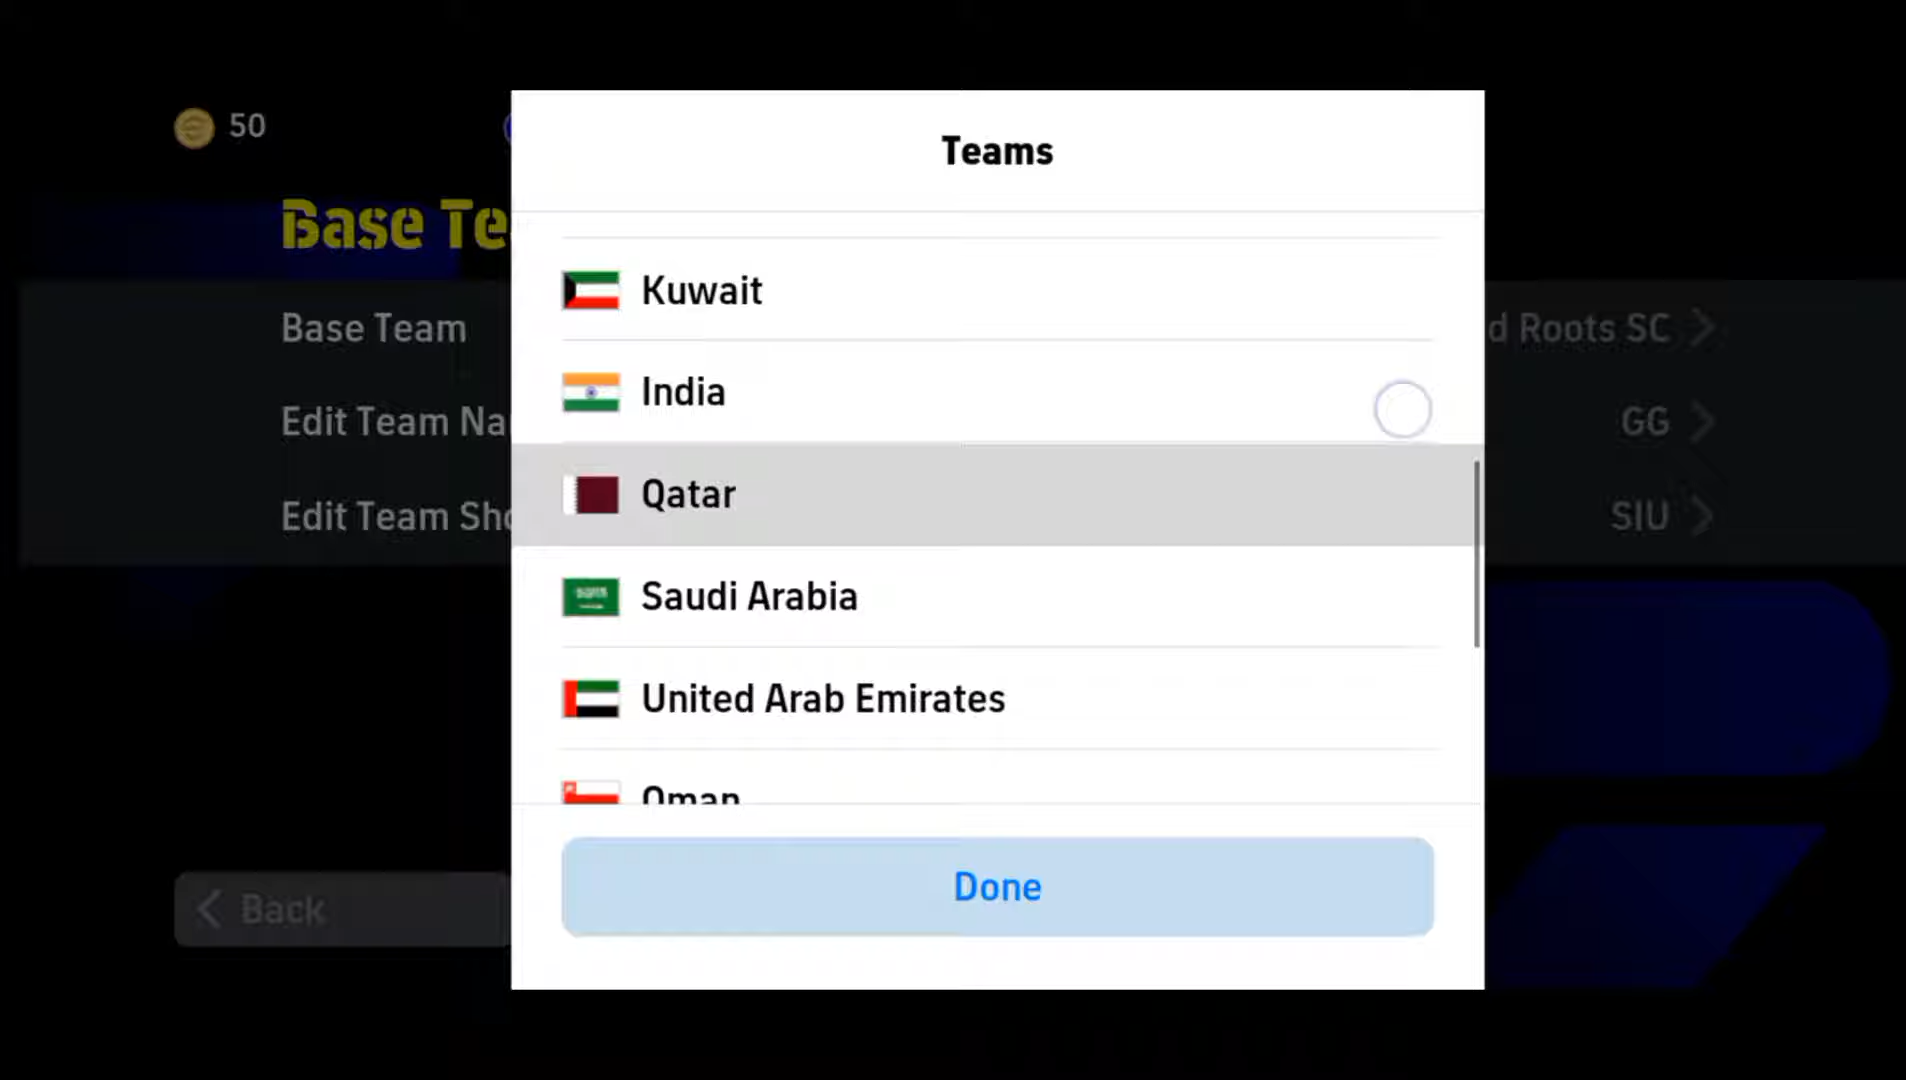 50
Teams
Base Te
Kuwait
Base Team
d Roots SC
India
Edit Team Na
GG
Qatar
Edit Team Sho
SIU
Saudi Arabia
United Arab Emirates
Oman
Done
Back